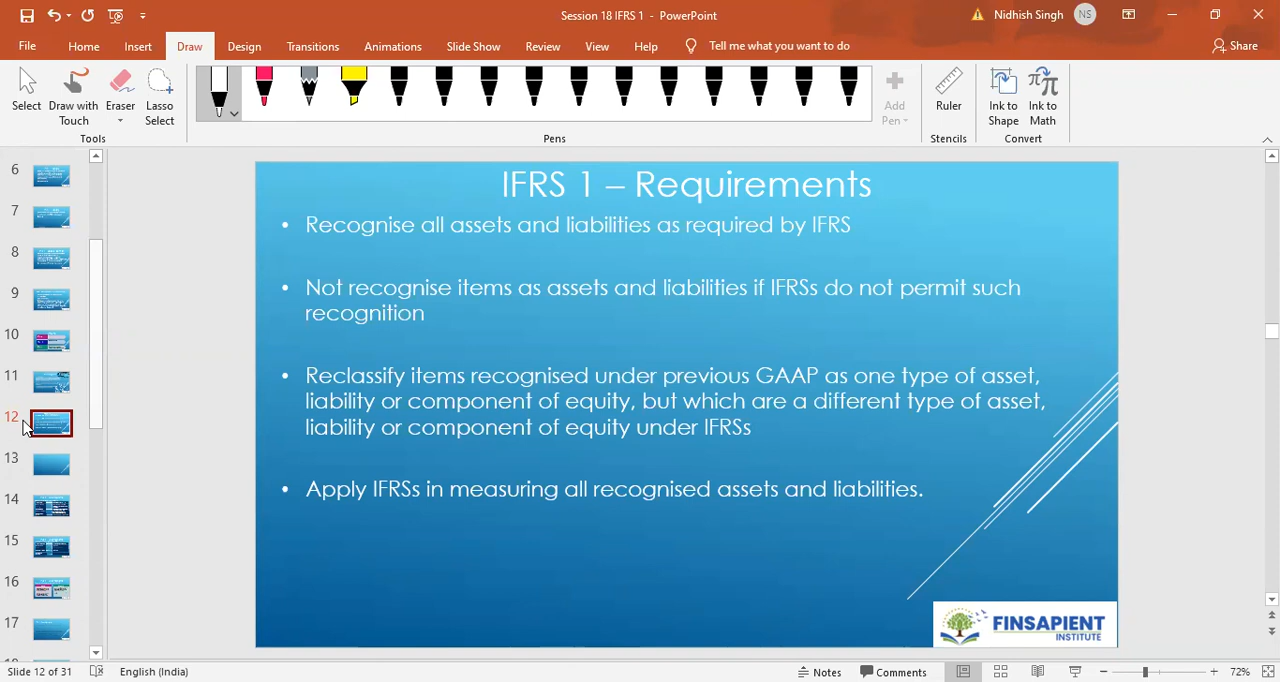 Session 18 IFRS 1 - PowerPoint
Nidhish Singh NS
File Home Insert Draw Design Transitions Animations Slide Show Review View Help Tell me what you want to do Share
Select Draw with Touch Eraser Lasso Select Add Pen Ruler Ink to Shape Ink to Math
Tools Pens Stencils Convert
IFRS 1 – Requirements
• Recognise all assets and liabilities as required by IFRS
• Not recognise items as assets and liabilities if IFRSs do not permit such
recognition
• Reclassify items recognised under previous GAAP as one type of asset,
liability or component of equity, but which are a different type of asset,
liability or component of equity under IFRSs
• Apply IFRSs in measuring all recognised assets and liabilities.
FINSAPIENT
INSTITUTE
6
7
8
9
10
11
12
13
14
15
16
17
Slide 12 of 31 English (India) Notes Comments 72%